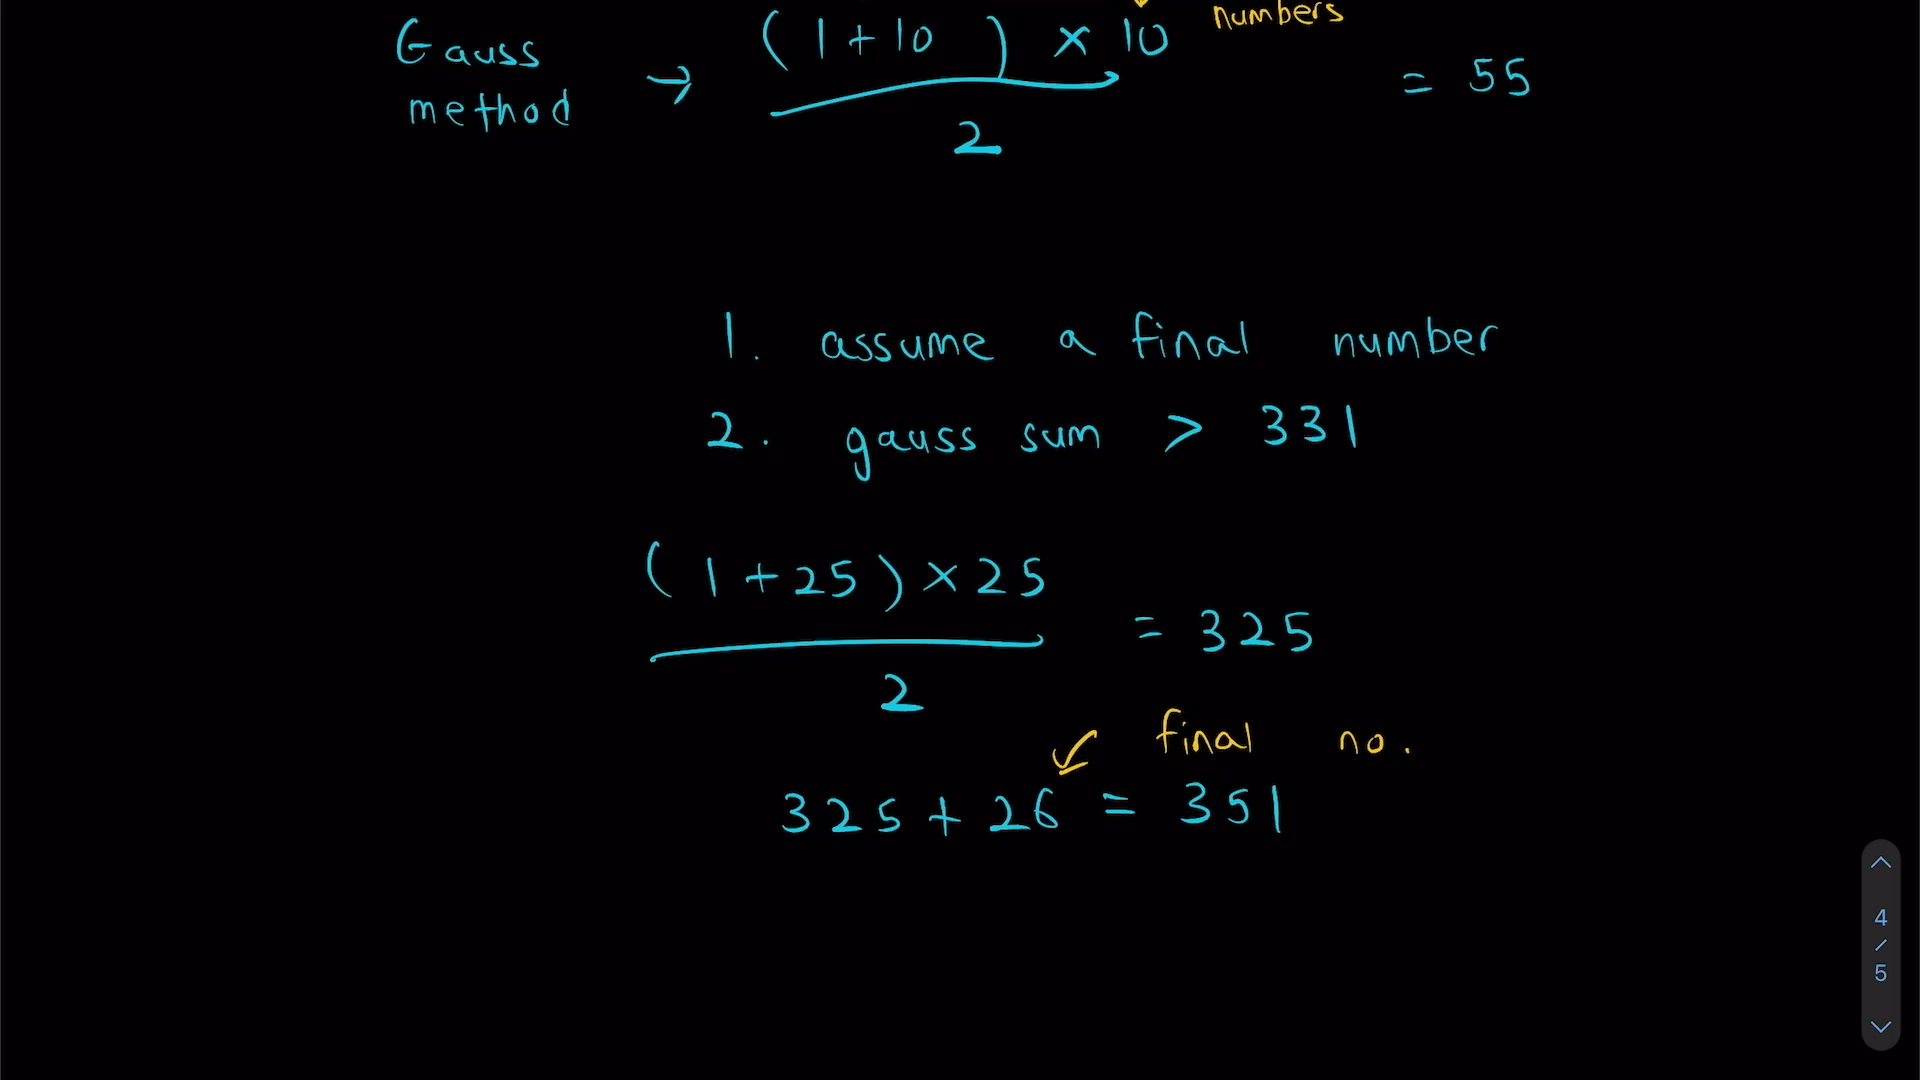 Gauss method → (1+10) × 10 numbers
2
= 55
1. assume a final number
2. gauss sum > 331
(1+25) × 25
2
= 325
final no.
325 + 26 = 351
4
/
5